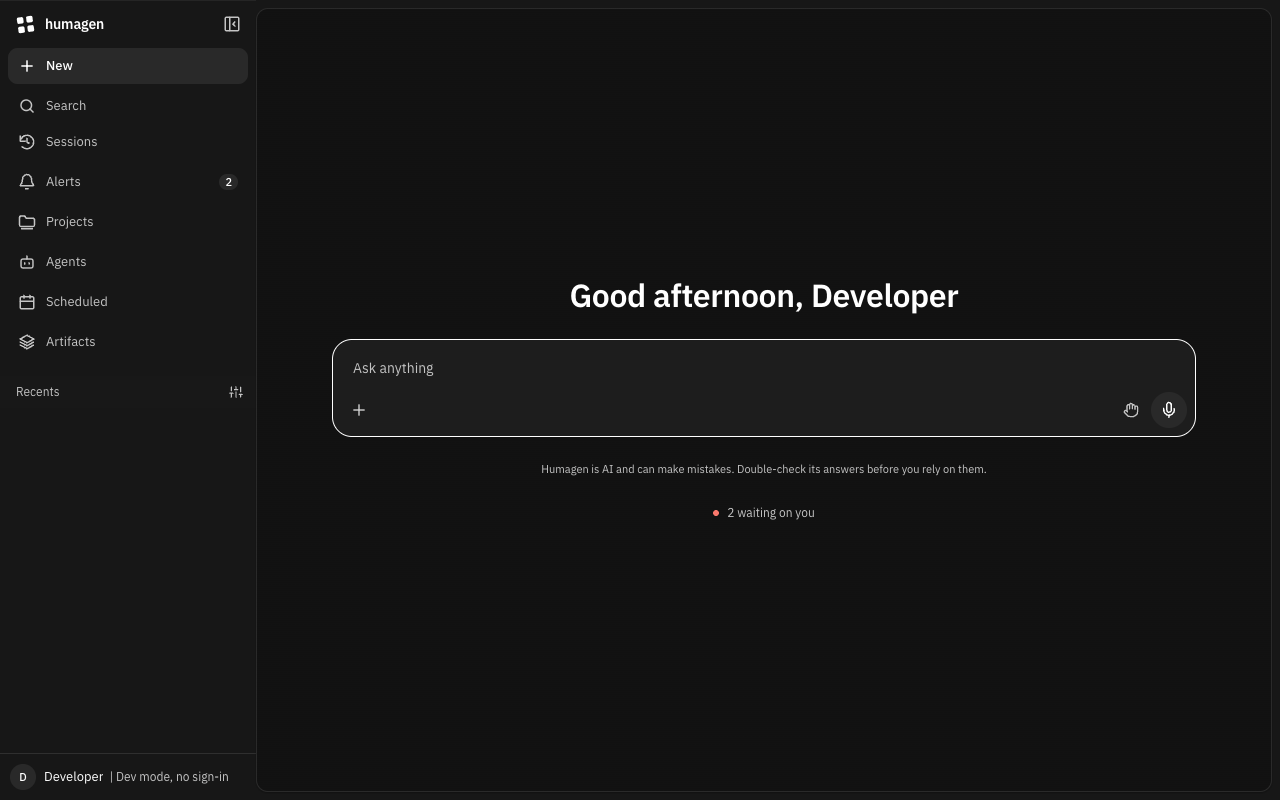 humagen
New
Search
Sessions
Alerts 2
Projects
Agents
Scheduled
Artifacts
Recents
D Developer | Dev mode, no sign-in
Good afternoon, Developer
Ask anything
Humagen is AI and can make mistakes. Double-check its answers before you rely on them.
2 waiting on you